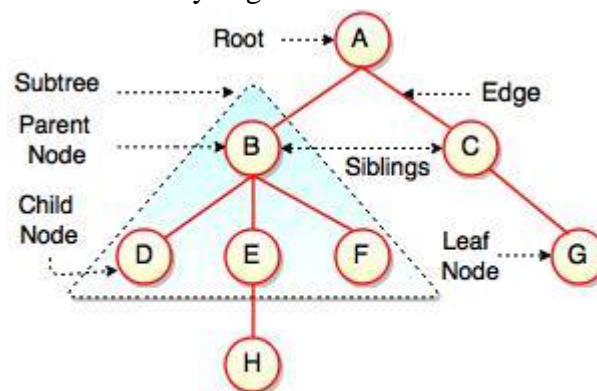 Root
A
Subtree
Edge
Parent
Node
B
Siblings
C
Child
Node
D
E
F
Leaf
Node
G
H